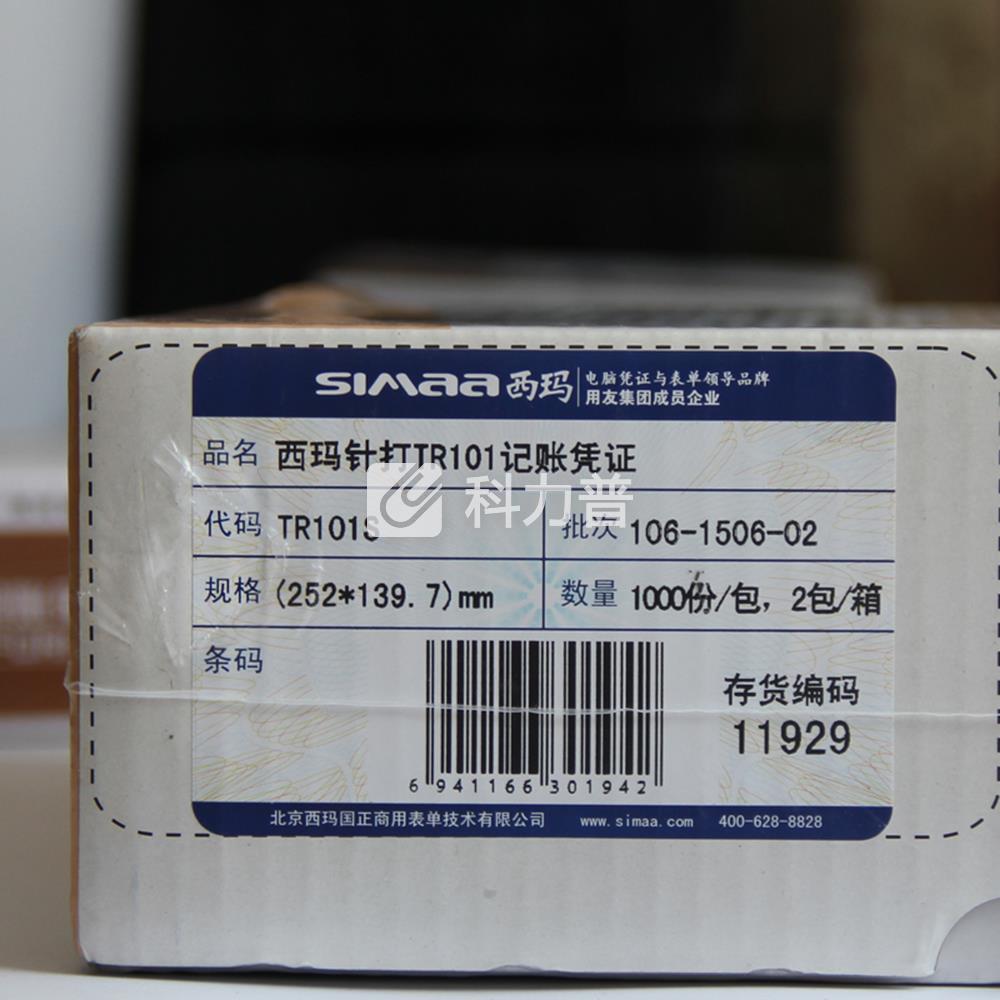 simaa西玛 电脑凭证与表单领导品牌
用友集团成员企业
品名 西玛针打TR101记账凭证
科力普
代码 TR101S 批次 106-1506-02
规格 (252*139.7)mm 数量 1000份/包，2包/箱
条码
存货编码
11929
6 941166 301942
北京西玛国正商用表单技术有限公司 www.simaa.com 400-628-8828